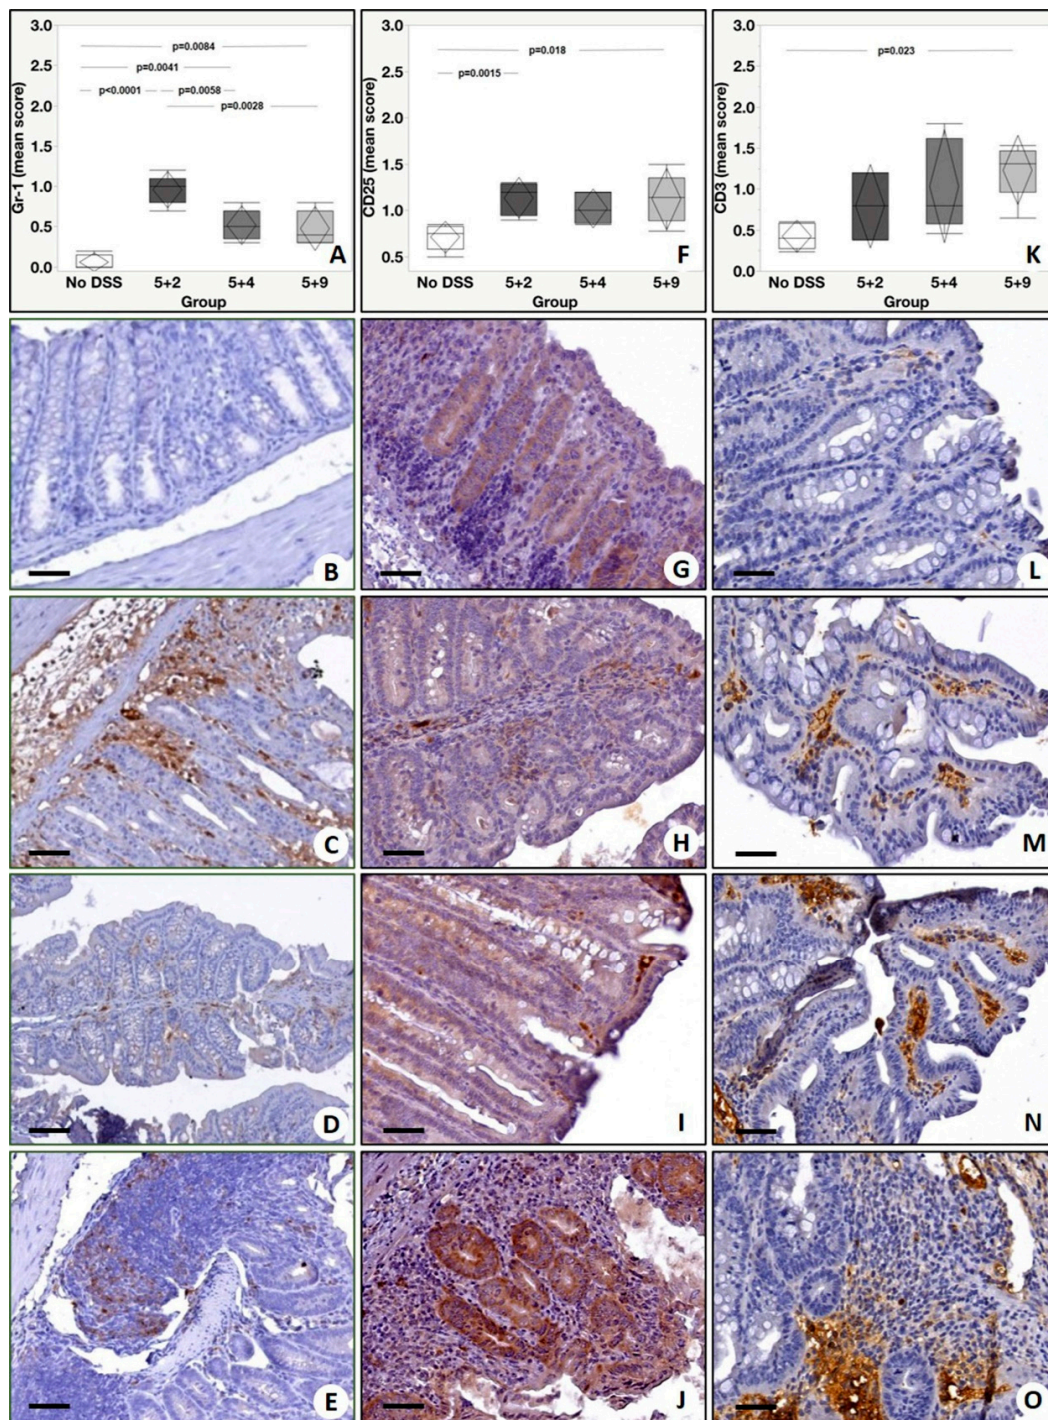 3.0
2.5
2.0
1.5
1.0
0.5
0.0
Gr-1 (mean score)
p=0.0084
p=0.0041
p<0.0001
p=0.0058
p=0.0028
A
No DSS 5+2 5+4 5+9
Group
3.0
2.5
2.0
1.5
1.0
0.5
CD25 (mean score)
p=0.018
p=0.0015
F
No DSS 5+2 5+4 5+9
Group
3.0
2.5
2.0
1.5
1.0
0.5
0.0
CD3 (mean score)
p=0.023
K
No DSS 5+2 5+4 5+9
Group
B
G
L
C
H
M
D
I
N
E
J
O